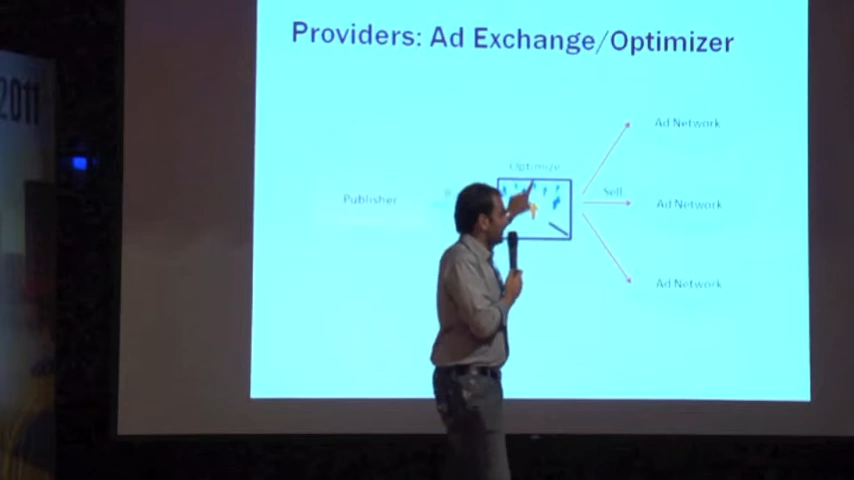 2011
Providers: Ad Exchange/Optimizer
Ad Network
Optimize
Publisher
Sell
Ad Network
Ad Network